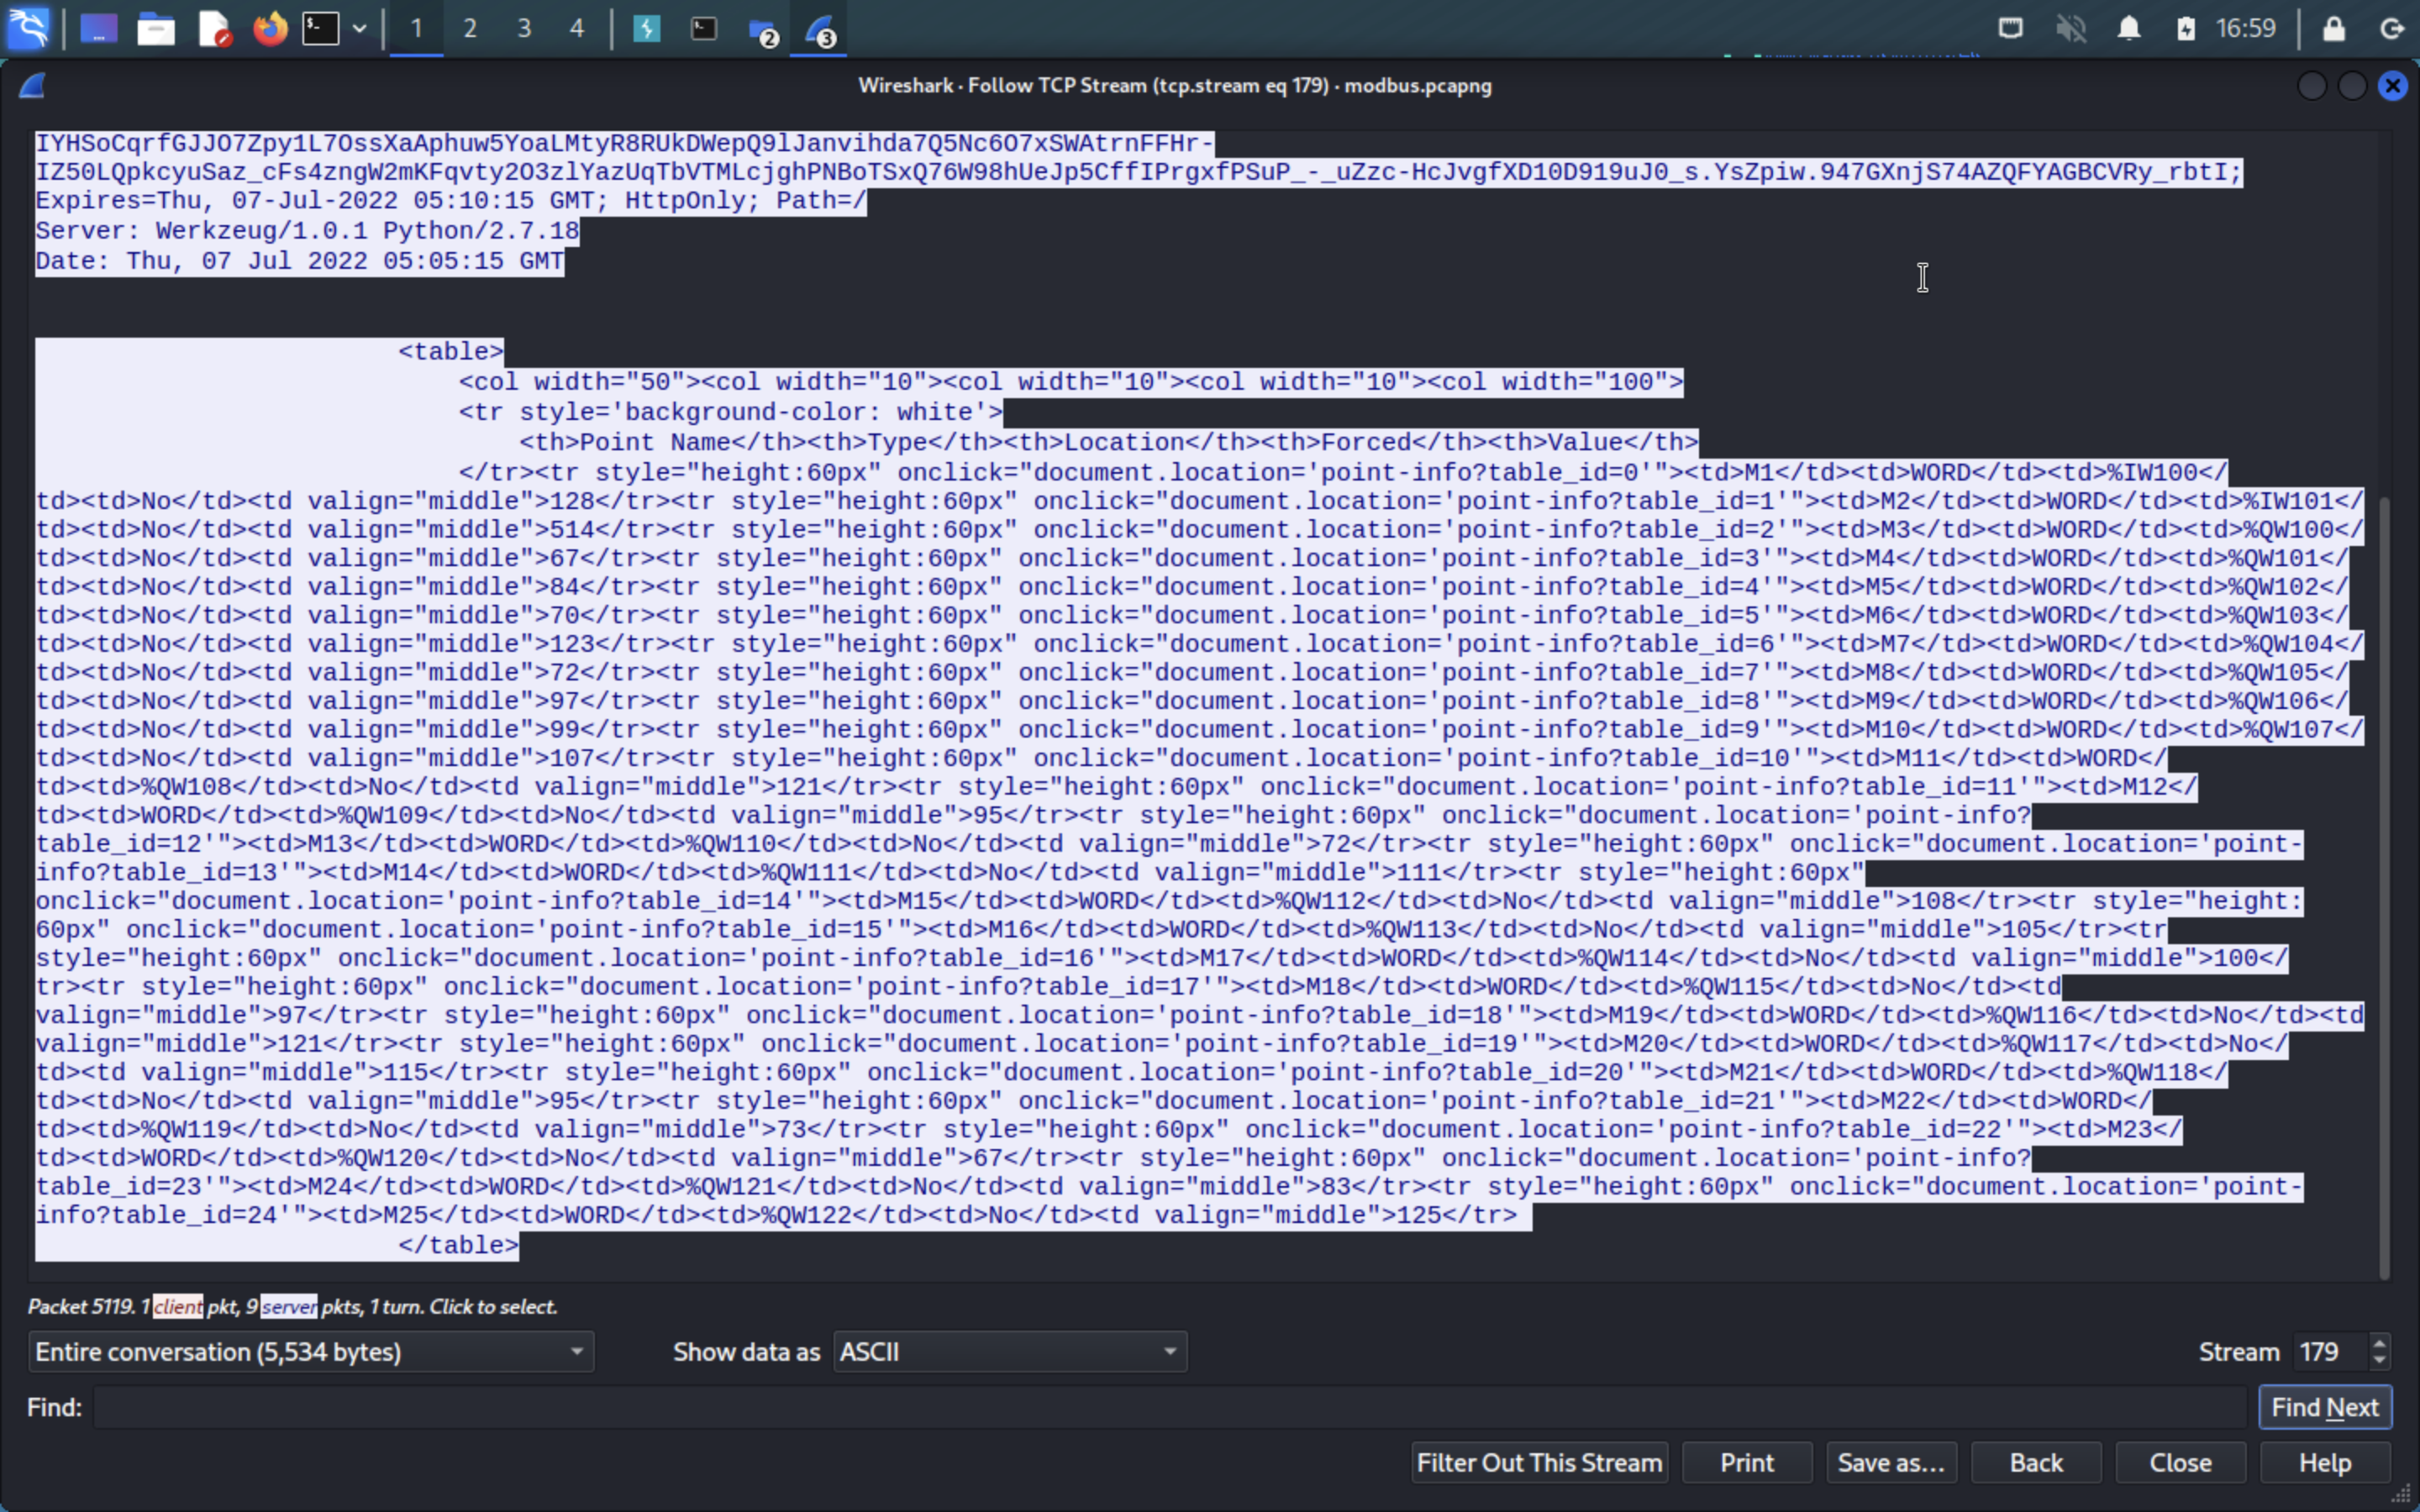 1 2 3 4 2 3 16:59
Wireshark · Follow TCP Stream (tcp.stream eq 179) · modbus.pcapng
IYHSoCqrfGJJO7Zpy1L7OssXaAphuw5YoaLMtyR8RUkDWepQ9lJanvihda7Q5Nc6O7xSWAtrnFFHr-
IZ50LQpkcyuSaz_cFs4zngW2mKFqvty2O3zlYazUqTbVTMLcjghPNBoTSxQ76W98hUeJp5CffIPrgxfPSuP_-_uZzc-HcJvgfXD10D919uJ0_s.YsZpiw.947GXnjS74AZQFYAGBCVRy_rbtI;
Expires=Thu, 07-Jul-2022 05:10:15 GMT; HttpOnly; Path=/
Server: Werkzeug/1.0.1 Python/2.7.18
Date: Thu, 07 Jul 2022 05:05:15 GMT
<table>
<col width="50"><col width="10"><col width="10"><col width="10"><col width="100">
<tr style='background-color: white'>
<th>Point Name</th><th>Type</th><th>Location</th><th>Forced</th><th>Value</th>
</tr><tr style="height:60px" onclick="document.location='point-info?table_id=0'"><td>M1</td><td>WORD</td><td>%IW100</
td><td>No</td><td valign="middle">128</tr><tr style="height:60px" onclick="document.location='point-info?table_id=1'"><td>M2</td><td>WORD</td><td>%IW101</
td><td>No</td><td valign="middle">514</tr><tr style="height:60px" onclick="document.location='point-info?table_id=2'"><td>M3</td><td>WORD</td><td>%QW100</
td><td>No</td><td valign="middle">67</tr><tr style="height:60px" onclick="document.location='point-info?table_id=3'"><td>M4</td><td>WORD</td><td>%QW101</
td><td>No</td><td valign="middle">84</tr><tr style="height:60px" onclick="document.location='point-info?table_id=4'"><td>M5</td><td>WORD</td><td>%QW102</
td><td>No</td><td valign="middle">70</tr><tr style="height:60px" onclick="document.location='point-info?table_id=5'"><td>M6</td><td>WORD</td><td>%QW103</
td><td>No</td><td valign="middle">123</tr><tr style="height:60px" onclick="document.location='point-info?table_id=6'"><td>M7</td><td>WORD</td><td>%QW104</
td><td>No</td><td valign="middle">72</tr><tr style="height:60px" onclick="document.location='point-info?table_id=7'"><td>M8</td><td>WORD</td><td>%QW105</
td><td>No</td><td valign="middle">97</tr><tr style="height:60px" onclick="document.location='point-info?table_id=8'"><td>M9</td><td>WORD</td><td>%QW106</
td><td>No</td><td valign="middle">99</tr><tr style="height:60px" onclick="document.location='point-info?table_id=9'"><td>M10</td><td>WORD</td><td>%QW107</
td><td>No</td><td valign="middle">107</tr><tr style="height:60px" onclick="document.location='point-info?table_id=10'"><td>M11</td><td>WORD</
td><td>%QW108</td><td>No</td><td valign="middle">121</tr><tr style="height:60px" onclick="document.location='point-info?table_id=11'"><td>M12</
td><td>WORD</td><td>%QW109</td><td>No</td><td valign="middle">95</tr><tr style="height:60px" onclick="document.location='point-info?
table_id=12'"><td>M13</td><td>WORD</td><td>%QW110</td><td>No</td><td valign="middle">72</tr><tr style="height:60px" onclick="document.location='point-
info?table_id=13'"><td>M14</td><td>WORD</td><td>%QW111</td><td>No</td><td valign="middle">111</tr><tr style="height:60px"
onclick="document.location='point-info?table_id=14'"><td>M15</td><td>WORD</td><td>%QW112</td><td>No</td><td valign="middle">108</tr><tr style="height:
60px" onclick="document.location='point-info?table_id=15'"><td>M16</td><td>WORD</td><td>%QW113</td><td>No</td><td valign="middle">105</tr><tr
style="height:60px" onclick="document.location='point-info?table_id=16'"><td>M17</td><td>WORD</td><td>%QW114</td><td>No</td><td valign="middle">100</
tr><tr style="height:60px" onclick="document.location='point-info?table_id=17'"><td>M18</td><td>WORD</td><td>%QW115</td><td>No</td><td
valign="middle">97</tr><tr style="height:60px" onclick="document.location='point-info?table_id=18'"><td>M19</td><td>WORD</td><td>%QW116</td><td>No</td><td
valign="middle">121</tr><tr style="height:60px" onclick="document.location='point-info?table_id=19'"><td>M20</td><td>WORD</td><td>%QW117</td><td>No</
td><td valign="middle">115</tr><tr style="height:60px" onclick="document.location='point-info?table_id=20'"><td>M21</td><td>WORD</td><td>%QW118</
td><td>No</td><td valign="middle">95</tr><tr style="height:60px" onclick="document.location='point-info?table_id=21'"><td>M22</td><td>WORD</
td><td>%QW119</td><td>No</td><td valign="middle">73</tr><tr style="height:60px" onclick="document.location='point-info?table_id=22'"><td>M23</
td><td>WORD</td><td>%QW120</td><td>No</td><td valign="middle">67</tr><tr style="height:60px" onclick="document.location='point-info?
table_id=23'"><td>M24</td><td>WORD</td><td>%QW121</td><td>No</td><td valign="middle">83</tr><tr style="height:60px" onclick="document.location='point-
info?table_id=24'"><td>M25</td><td>WORD</td><td>%QW122</td><td>No</td><td valign="middle">125</tr>
</table>
Packet 5119. 1 client pkt, 9 server pkts, 1 turn. Click to select.
Entire conversation (5,534 bytes) Show data as ASCII Stream 179
Find: Find Next
Filter Out This Stream Print Save as... Back Close Help